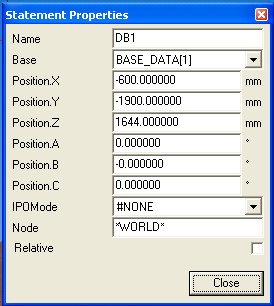 Statement Properties
Name DB1
Base BASE_DATA[1]
Position.X -600.000000 mm
Position.Y -1900.000000 mm
Position.Z 1644.000000 mm
Position.A 0.000000 °
Position.B -0.000000 °
Position.C 0.000000 °
IPOMode #NONE
Node *WORLD*
Relative
Close